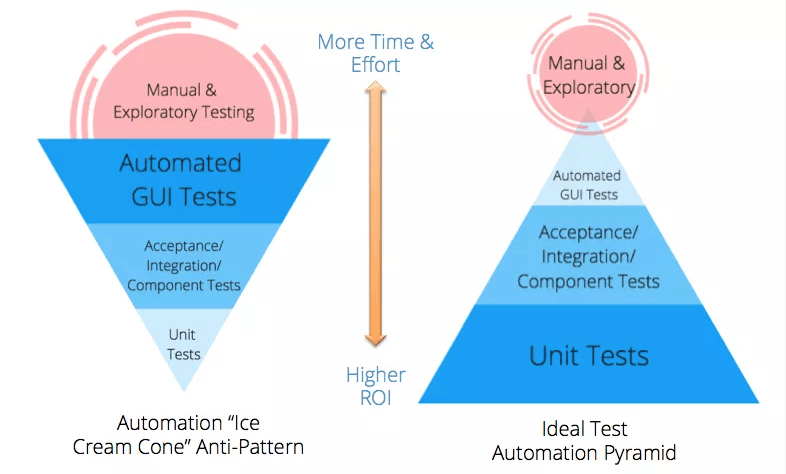 Manual &
Exploratory Testing
Automated
GUI Tests
Acceptance/
Integration/
Component Tests
Unit
Tests
Automation “Ice
Cream Cone” Anti-Pattern
More Time &
Effort
Higher
ROI
Manual &
Exploratory
Automated
GUI Tests
Acceptance/
Integration/
Component Tests
Unit Tests
Ideal Test
Automation Pyramid